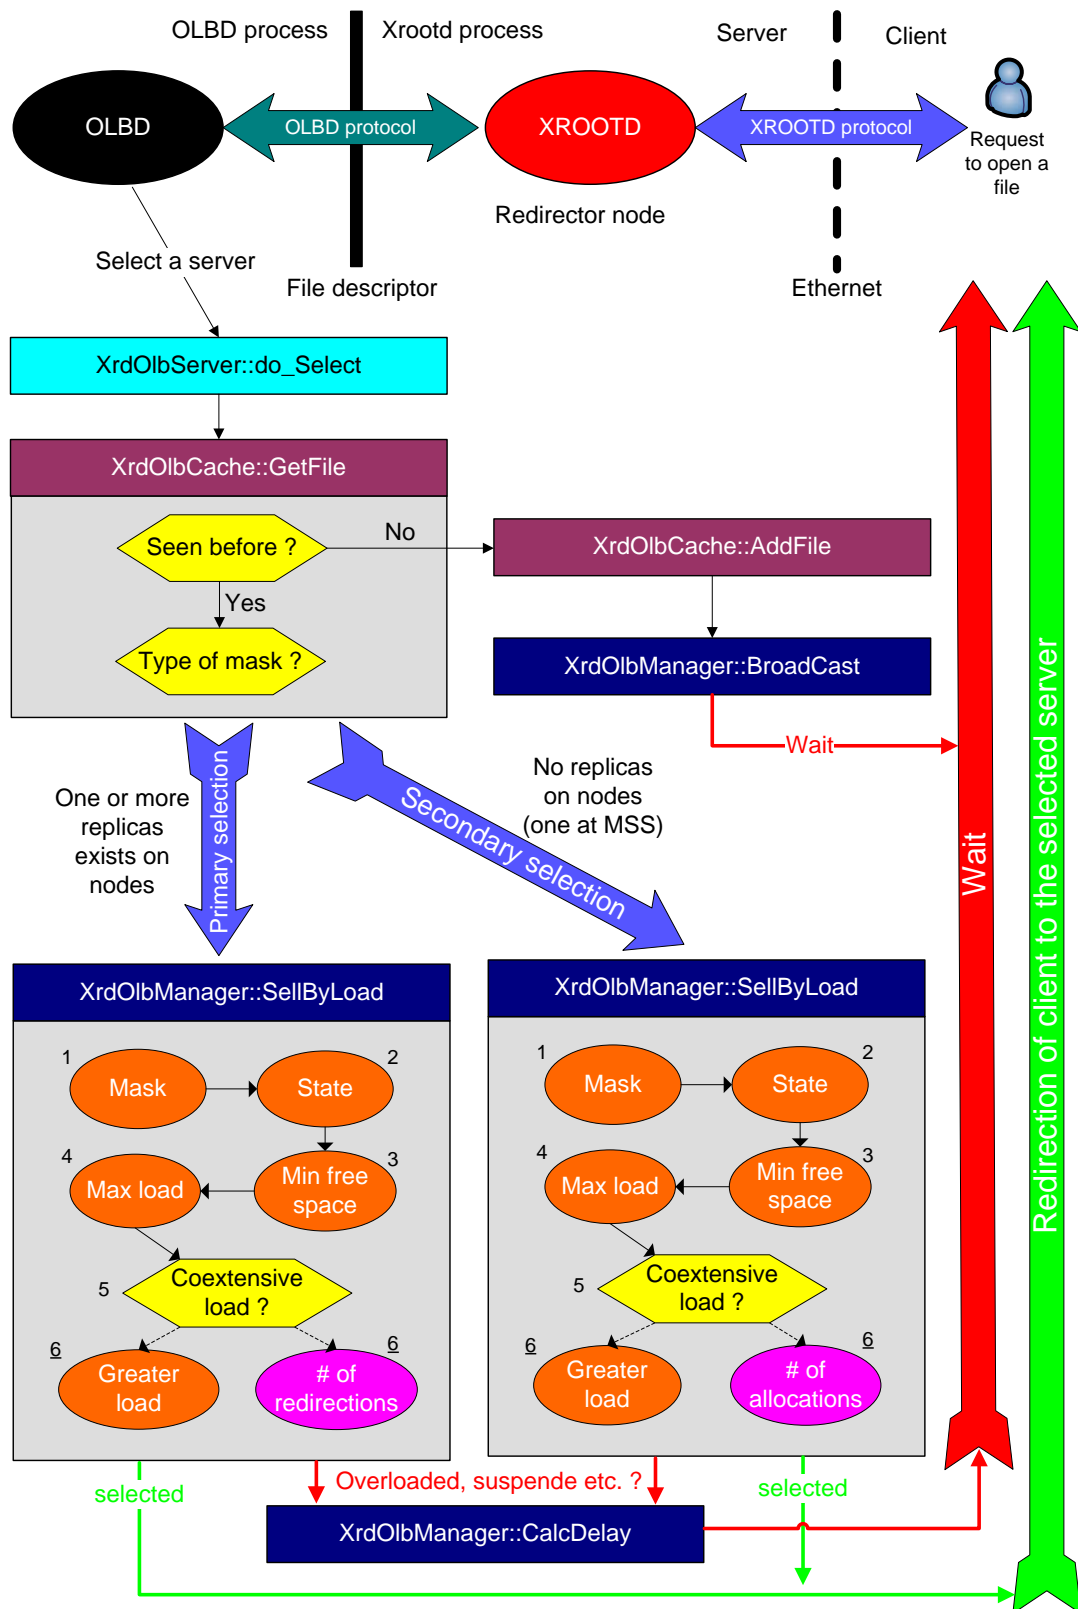 OLBD process
Xrootd process
Server
Client
OLBD
OLBD protocol
XROOTD
XROOTD protocol
Request
to open a
file
Redirector node
Select a server
File descriptor
Ethernet
XrdOlbServer::do_Select
XrdOlbCache::GetFile
Seen before ?
No
XrdOlbCache::AddFile
Yes
Type of mask ?
XrdOlbManager::BroadCast
Wait
One or more
replicas
exists on
nodes
Primary selection
Secondary selection
No replicas
on nodes
(one at MSS)
Wait
Redirection of client to the selected server
XrdOlbManager::SellByLoad
1
Mask
2
State
4
Max load
3
Min free
space
5
Coextensive
load ?
6
Greater
load
6
# of
redirections
XrdOlbManager::SellByLoad
1
Mask
2
State
4
Max load
3
Min free
space
5
Coextensive
load ?
6
Greater
load
6
# of
allocations
selected
Overloaded, suspende etc. ?
selected
XrdOlbManager::CalcDelay